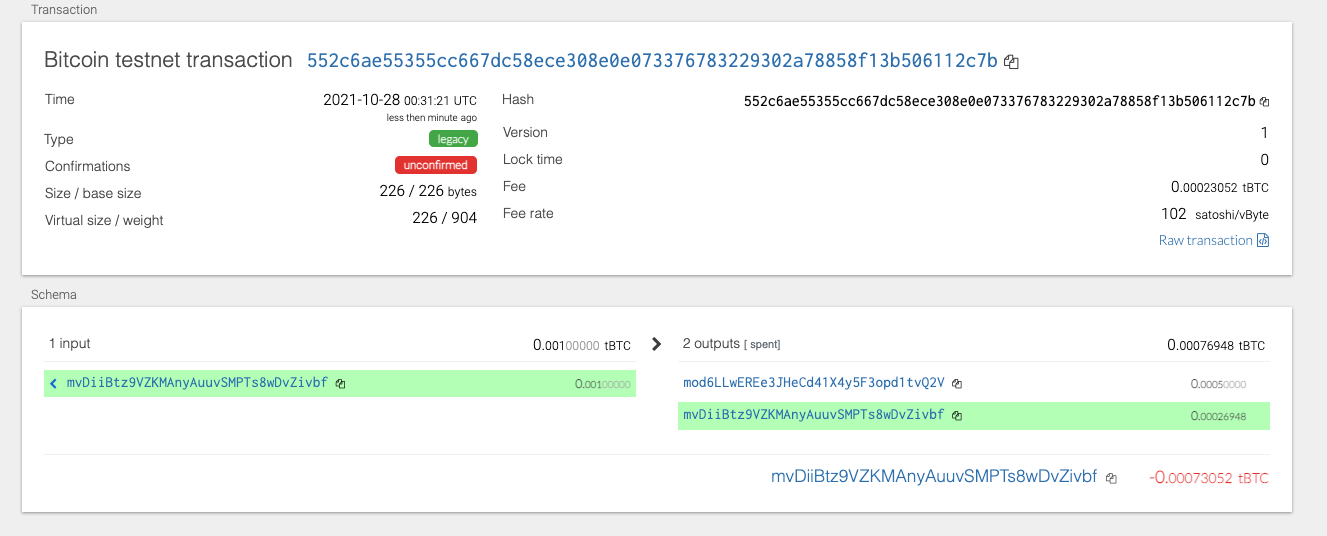 Transaction
Bitcoin testnet transaction 552c6ae55355cc667dc58ece308e0e073376783229302a78858f13b506112c7b
Time 2021-10-28 00:31:21 UTC
less then minute ago
Type legacy
Confirmations unconfirmed
Size / base size 226 / 226 bytes
Virtual size / weight 226 / 904
Hash 552c6ae55355cc667dc58ece308e0e073376783229302a78858f13b506112c7b
Version 1
Lock time 0
Fee 0.00023052 tBTC
Fee rate 102 satoshi/vByte
Raw transaction
Schema
1 input 0.00100000 tBTC
mvDiiBtz9VZKMAnyAuuvSMPTs8wDvZivbf 0.00100000
2 outputs [ spent] 0.00076948 tBTC
mod6LLwEREe3JHeCd41X4y5F3opd1tvQ2V 0.00050000
mvDiiBtz9VZKMAnyAuuvSMPTs8wDvZivbf 0.00026948
mvDiiBtz9VZKMAnyAuuvSMPTs8wDvZivbf -0.00073052 tBTC